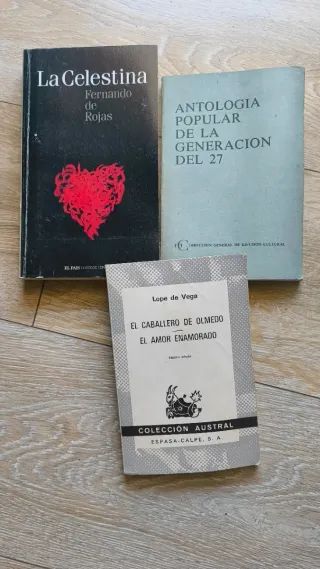 La Celestina
Fernando
de
Rojas
EL PAÍS
ANTOLOGIA
POPULAR
DE LA
GENERACION
DEL 27
DIRECCION GENERAL DE DIFUSION CULTURAL
Lope de Vega
EL CABALLERO DE OLMEDO
EL AMOR ENAMORADO
COLECCIÓN AUSTRAL
ESPASA-CALPE, S. A.